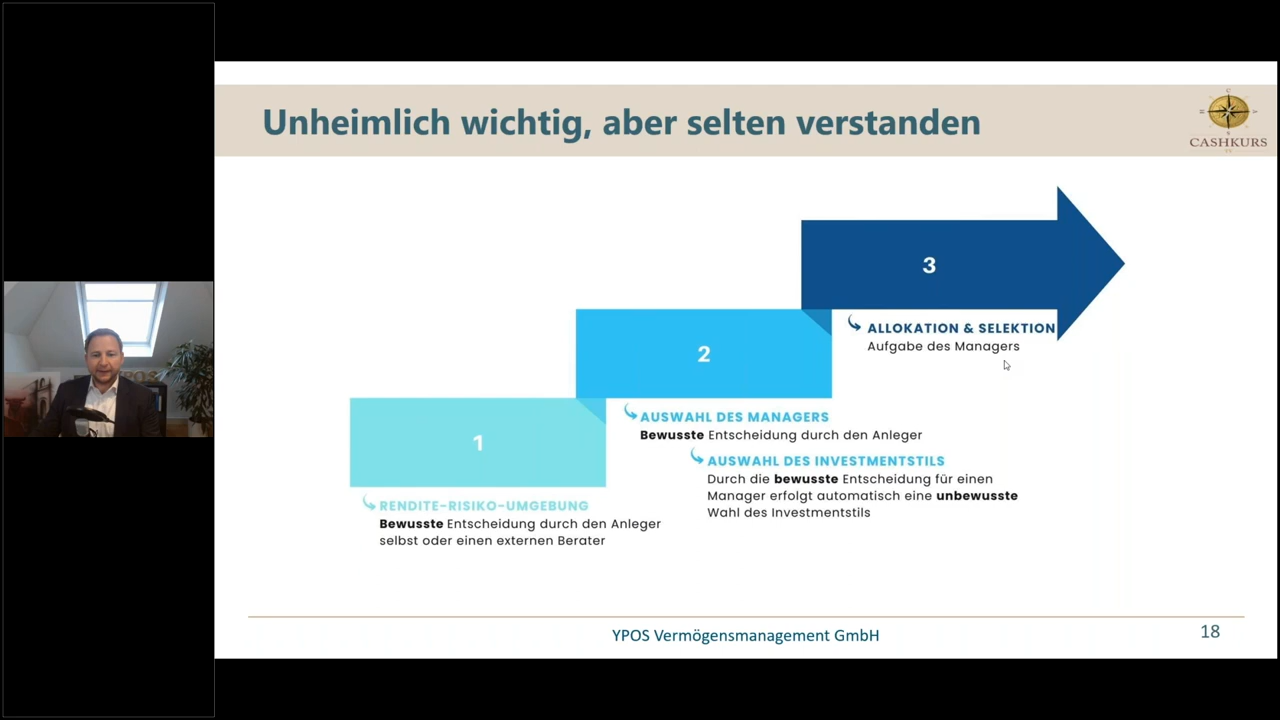 Unheimlich wichtig, aber selten verstanden
CASHKURS
3
ALLOKATION & SELEKTION
Aufgabe des Managers
2
AUSWAHL DES MANAGERS
Bewusste Entscheidung durch den Anleger
AUSWAHL DES INVESTMENTSTILS
Durch die bewusste Entscheidung für einen
Manager erfolgt automatisch eine unbewusste
Wahl des Investmentstils
1
RENDITE-RISIKO-UMGEBUNG
Bewusste Entscheidung durch den Anleger
selbst oder einen externen Berater
YPOS Vermögensmanagement GmbH
18